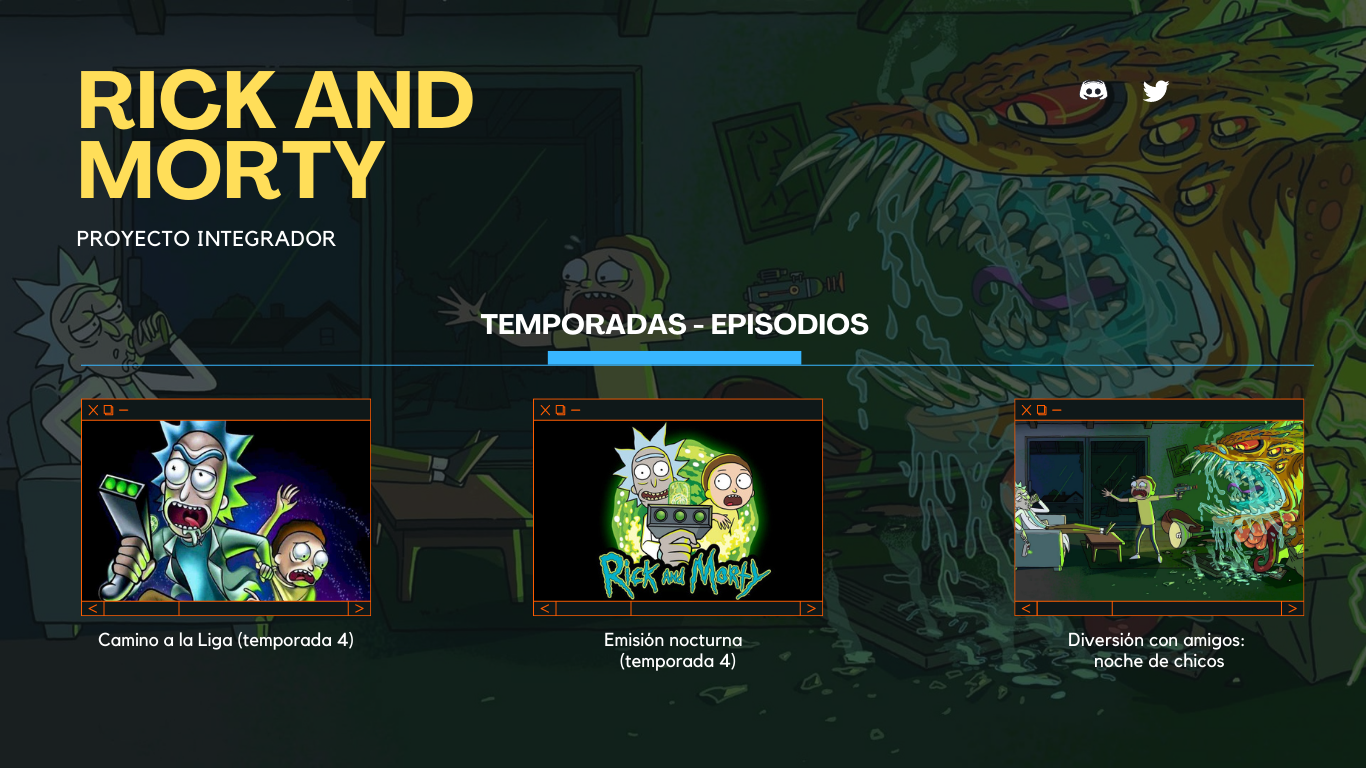 RICK AND
MORTY
PROYECTO INTEGRADOR
TEMPORADAS - EPISODIOS
Rick and Morty
Camino a la Liga (temporada 4)
Emisión nocturna
(temporada 4)
Diversión con amigos:
noche de chicos